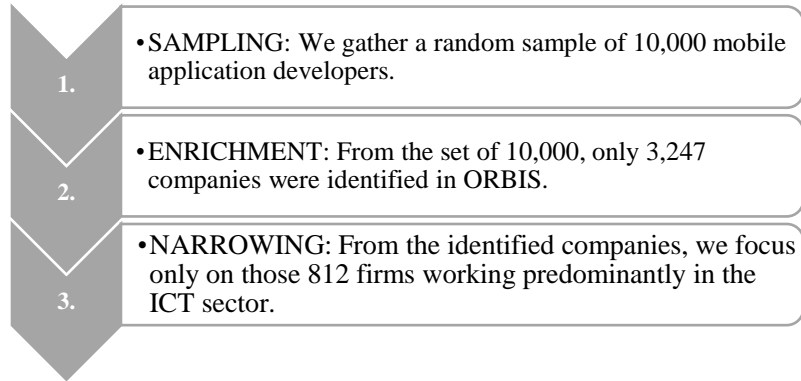 1.
•SAMPLING: We gather a random sample of 10,000 mobile
application developers.
2.
•ENRICHMENT: From the set of 10,000, only 3,247
companies were identified in ORBIS.
3.
•NARROWING: From the identified companies, we focus
only on those 812 firms working predominantly in the
ICT sector.